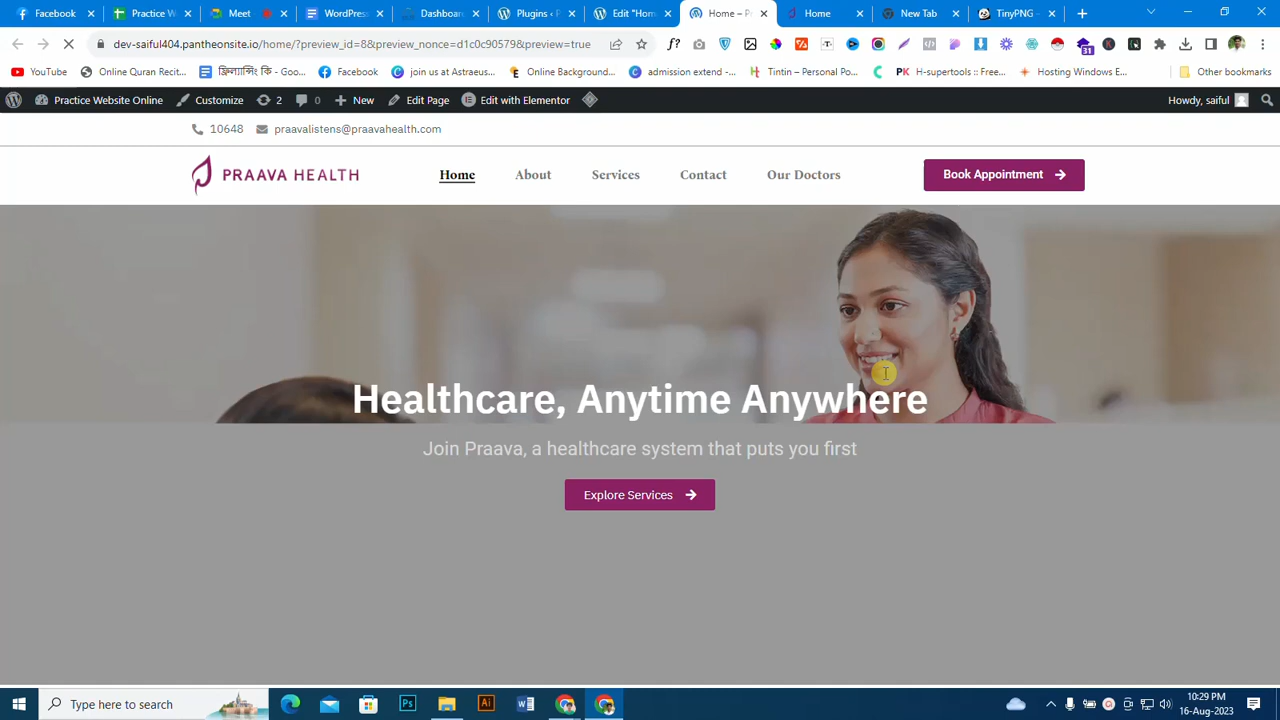 Facebook
Practice W
Meet
WordPress
Dashboar
Plugins ‹ P
Edit "Hom
Home – P
Home
New Tab
TinyPNG –
dev-saiful404.pantheonsite.io/home/?preview_id=8&preview_nonce=d1c0c90579&preview=true
31
YouTube
Online Quran Recit...
ফ্রিল্যান্সিং কি - Goo...
Facebook
join us at Astraeus...
Online Background...
admission extend -...
Tintin – Personal Po...
H-supertools :: Free...
Hosting Windows E...
Other bookmarks
Practice Website Online
Customize
2
0
New
Edit Page
Edit with Elementor
Howdy, saiful
10648
praavalistens@praavahealth.com
PRAAVA HEALTH
Home
About
Services
Contact
Our Doctors
Book Appointment
Healthcare, Anytime Anywhere
Join Praava, a healthcare system that puts you first
Explore Services
Type here to search
10:29 PM
16-Aug-2023